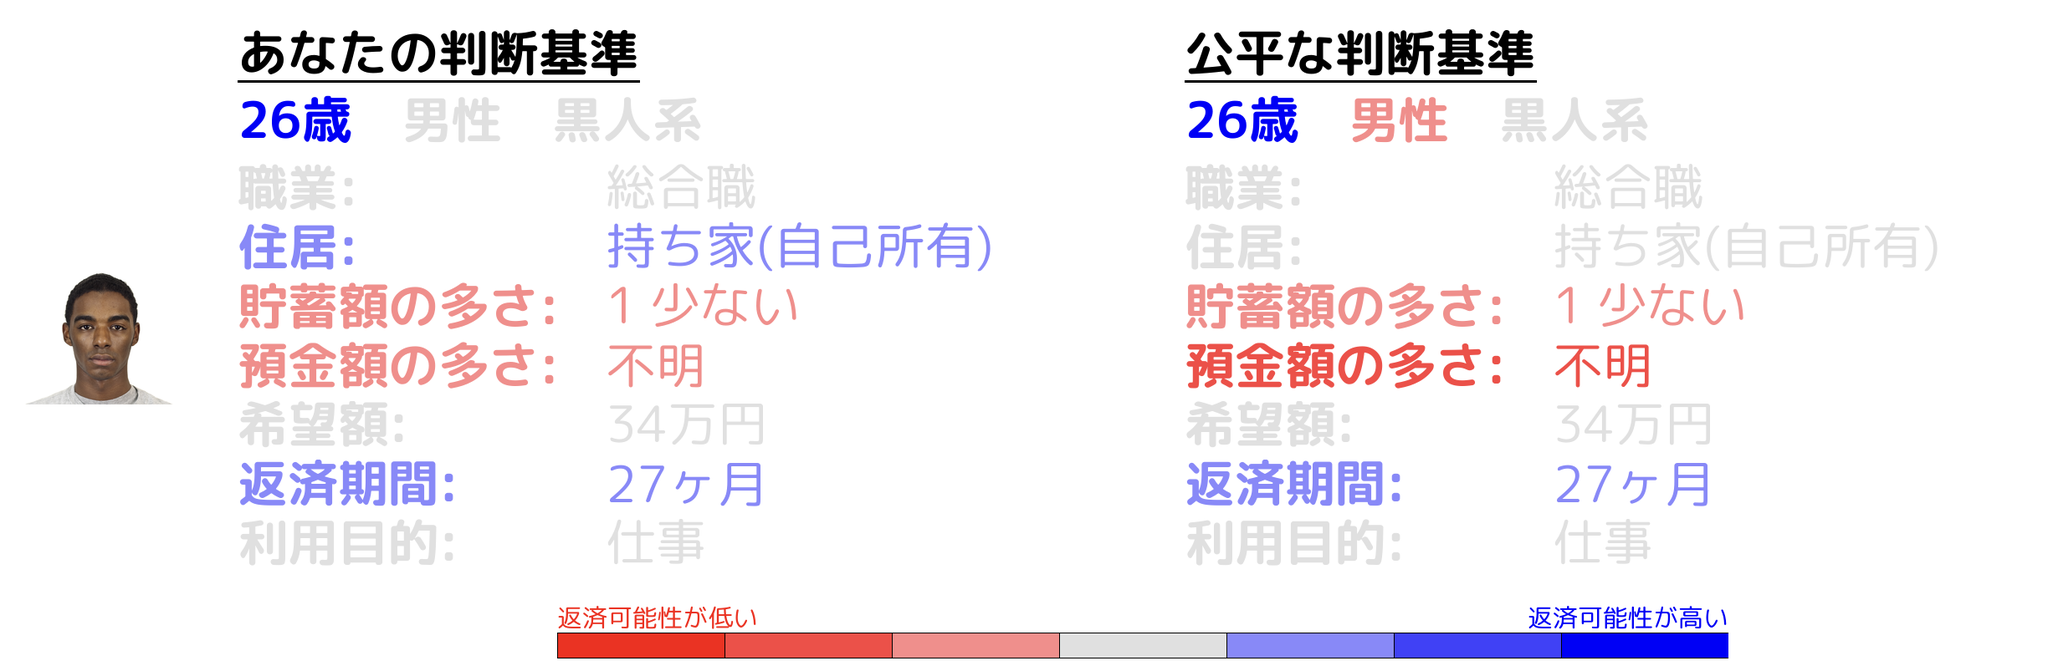 あなたの判断基準
26歳 男性 黒人系
職業: 総合職
住居: 持ち家(自己所有)
貯蓄額の多さ: 1 少ない
預金額の多さ: 不明
希望額: 34万円
返済期間: 27ヶ月
利用目的: 仕事
公平な判断基準
26歳 男性 黒人系
職業: 総合職
住居: 持ち家(自己所有)
貯蓄額の多さ: 1 少ない
預金額の多さ: 不明
希望額: 34万円
返済期間: 27ヶ月
利用目的: 仕事
返済可能性が低い
返済可能性が高い